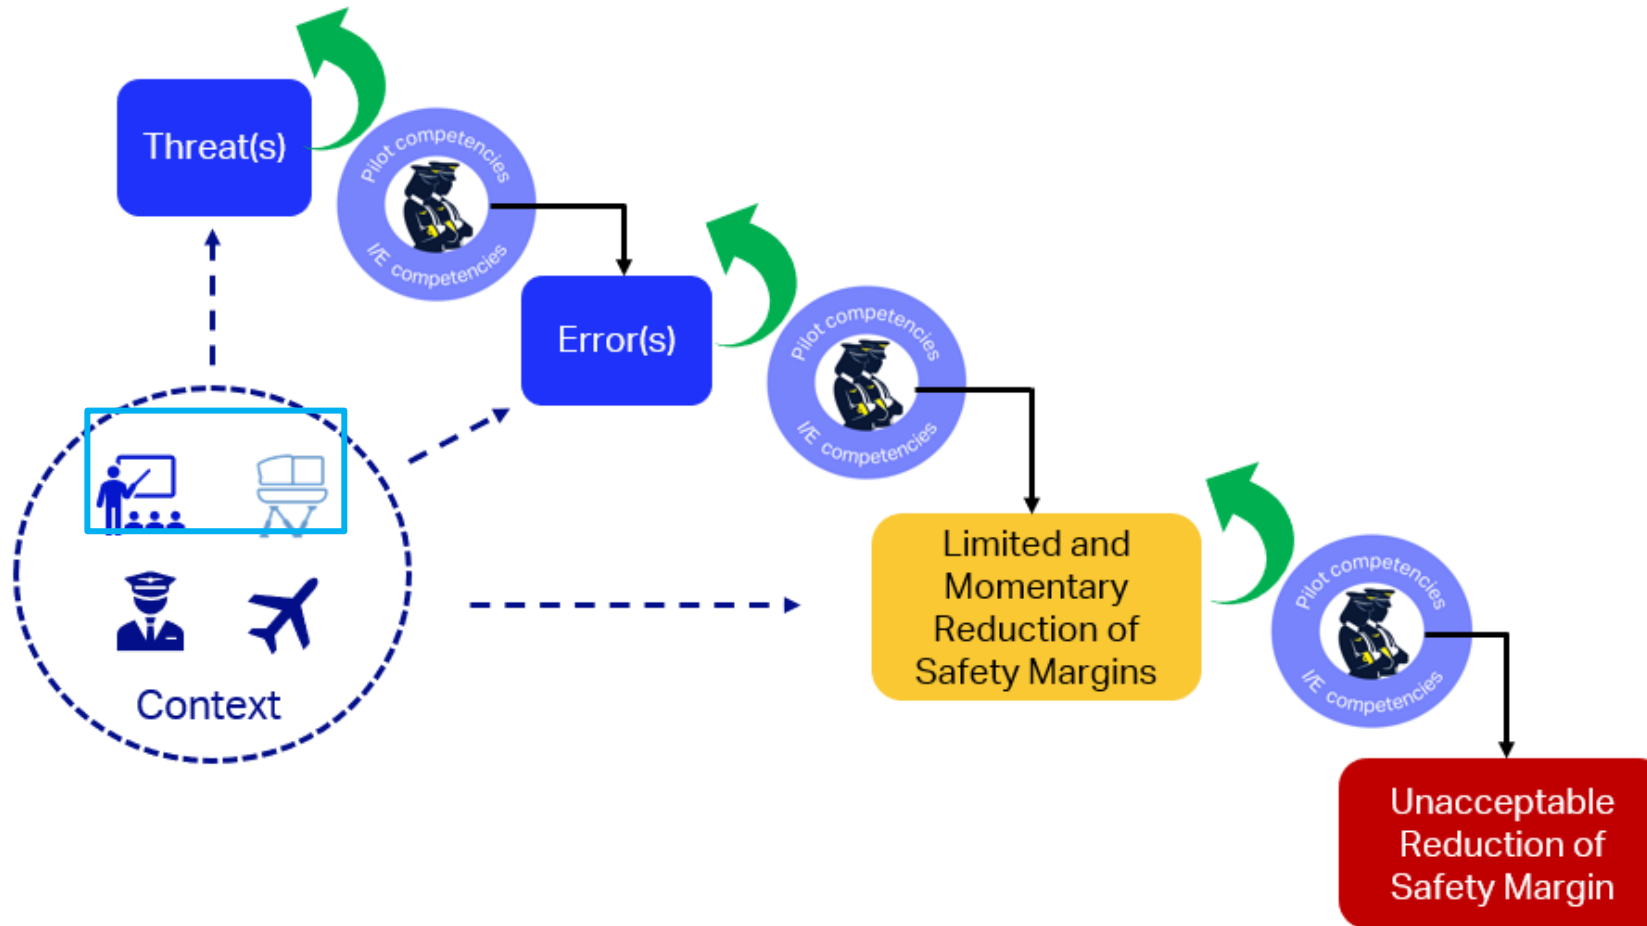 Threat(s)
Pilot competencies
I/E competencies
Error(s)
Pilot competencies
I/E competencies
Context
Limited and
Momentary
Reduction of
Safety Margins
Pilot competencies
I/E competencies
Unacceptable
Reduction of
Safety Margin